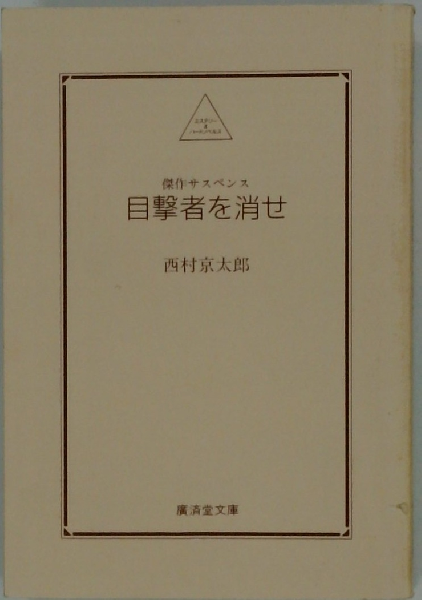 傑作サスペンス
目撃者を消せ
西村京太郎
廣済堂文庫